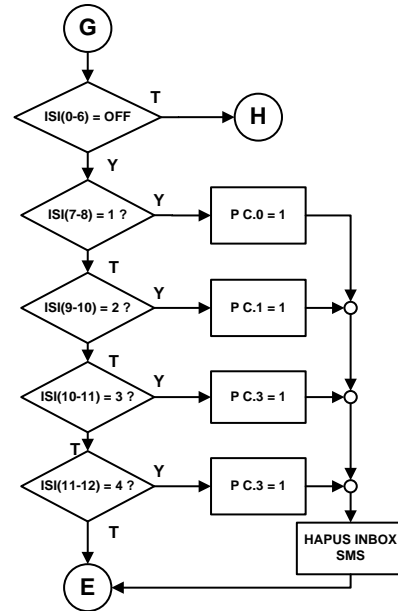 G
ISI(0-6) = OFF
T
H
Y
ISI(7-8) = 1 ?
Y
P C.0 = 1
T
ISI(9-10) = 2 ?
Y
P C.1 = 1
T
ISI(10-11) = 3 ?
Y
P C.3 = 1
T
ISI(11-12) = 4 ?
Y
P C.3 = 1
T
HAPUS INBOX
SMS
E